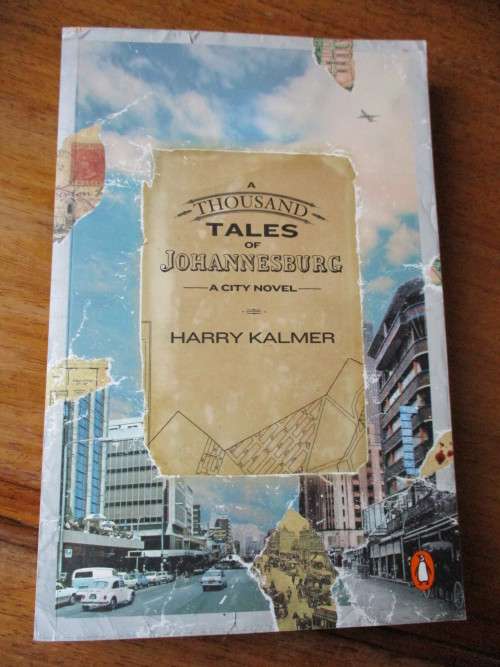 A
THOUSAND
TALES
OF
JOHANNESBURG
A CITY NOVEL
HARRY KALMER